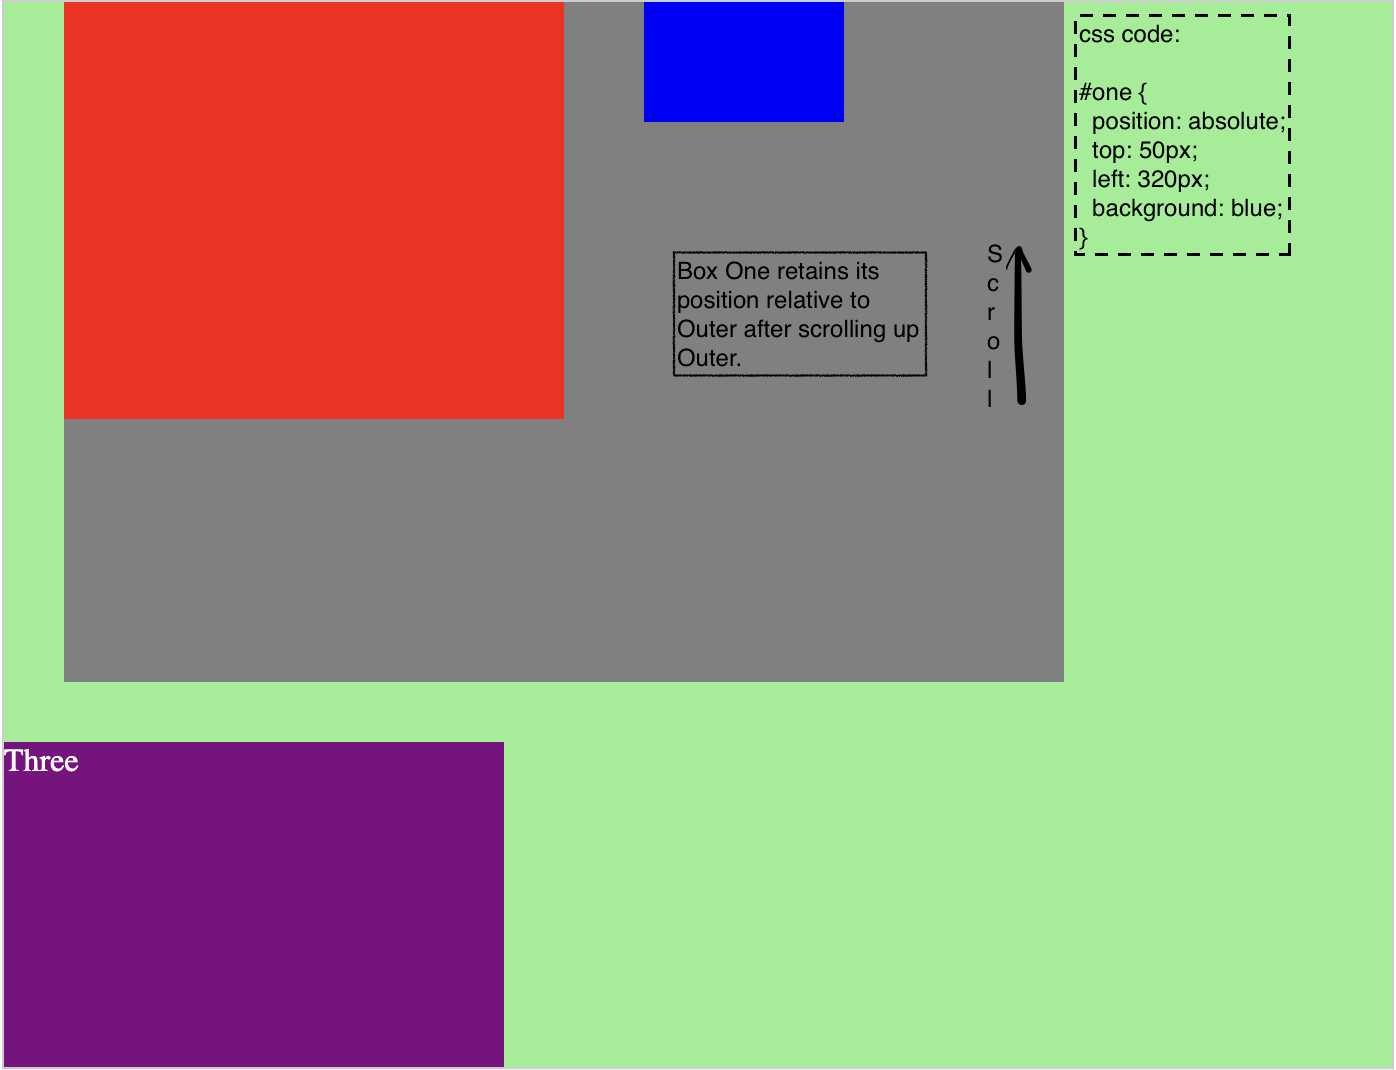 css code:
#one {
position: absolute;
top: 50px;
left: 320px;
background: blue;
}
Box One retains its
position relative to
Outer after scrolling up
Outer.
S
c
r
o
l
l
Three